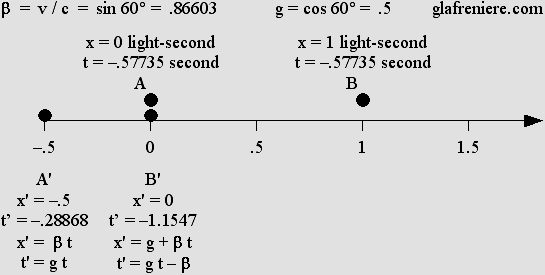 β = v / c = sin 60° = .86603 g = cos 60° = .5 glafreniere.com
x = 0 light-second x = 1 light-second
t = –.57735 second t = –.57735 second
A B
–.5 0 .5 1 1.5
A' B'
x' = –.5 x' = 0
t’ = –.28868 t’ = –1.1547
x' = β t x' = g + β t
t' = g t t' = g t – β